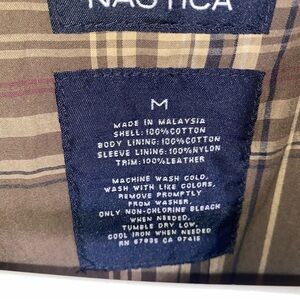 NAUTICA
M
MADE IN MALAYSIA
SHELL: 100%COTTON
BODY LINING: 100%COTTON
SLEEVE LINING: 100%NYLON
TRIM: 100%LEATHER
MACHINE WASH COLD,
WASH WITH LIKE COLORS,
REMOVE PROMPTLY
FROM WASHER,
ONLY NON-CHLORINE BLEACH
WHEN NEEDED,
TUMBLE DRY LOW,
COOL IRON WHEN NEEDED
RN 67835 CA 07415